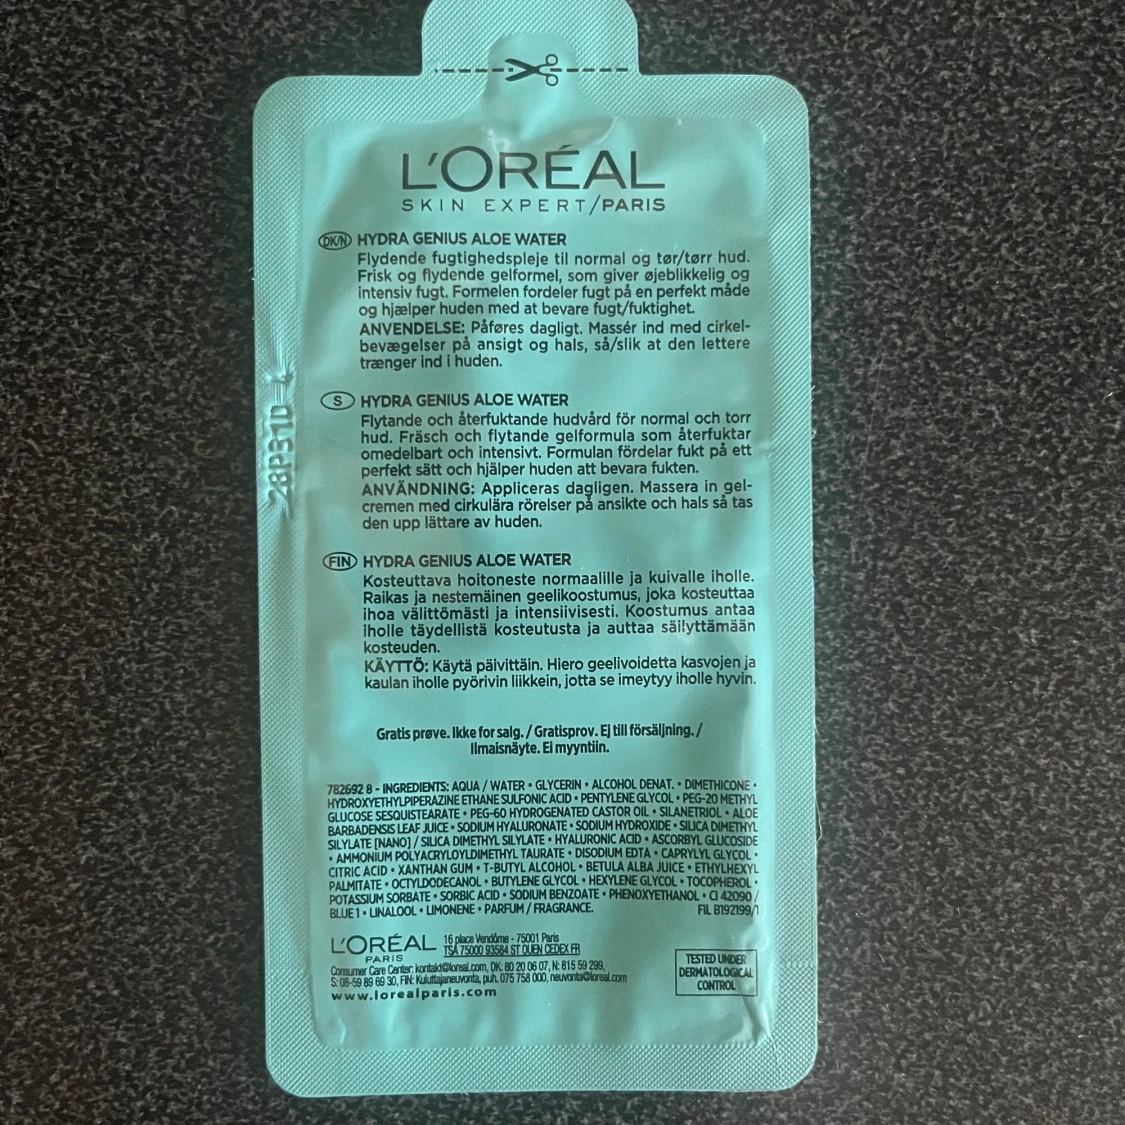 L'ORÉAL
SKIN EXPERT/PARIS
DK/N HYDRA GENIUS ALOE WATER
Flydende fugtighedspleje til normal og tør/tørr hud.
Frisk og flydende gelformel, som giver øjeblikkelig og
intensiv fugt. Formelen fordeler fugt på en perfekt måde
og hjælper huden med at bevare fugt/fuktighet.
ANVENDELSE: Påføres dagligt. Massér ind med cirkel-
bevægelser på ansigt og hals, så/slik at den lettere
trænger ind i huden.
S HYDRA GENIUS ALOE WATER
Flytande och återfuktande hudvård för normal och torr
hud. Fräsch och flytande gelformula som återfuktar
omedelbart och intensivt. Formulan fördelar fukt på ett
perfekt sätt och hjälper huden att bevara fukten.
ANVÄNDNING: Appliceras dagligen. Massera in gel-
cremen med cirkulära rörelser på ansikte och hals så tas
den upp lättare av huden.
FIN HYDRA GENIUS ALOE WATER
Kosteuttava hoitoneste normaalille ja kuivalle iholle.
Raikas ja nestemäinen geelikoostumus, joka kosteuttaa
ihoa välittömästi ja intensiivisesti. Koostumus antaa
iholle täydellistä kosteutusta ja auttaa säilyttämään
kosteuden.
KÄYTTÖ: Käytä päivittäin. Hiero geelivoidetta kasvojen ja
kaulan iholle pyörivin liikkein, jotta se imeytyy iholle hyvin.
Gratis prøve. Ikke for salg. / Gratisprov. Ej till försäljning. /
Ilmaisnäyte. Ei myyntiin.
782692 8 - INGREDIENTS: AQUA / WATER • GLYCERIN • ALCOHOL DENAT. • DIMETHICONE •
HYDROXYETHYLPIPERAZINE ETHANE SULFONIC ACID • PENTYLENE GLYCOL • PEG-20 METHYL
GLUCOSE SESQUISTEARATE • PEG-60 HYDROGENATED CASTOR OIL • SILANETRIOL • ALOE
BARBADENSIS LEAF JUICE • SODIUM HYALURONATE • SODIUM HYDROXIDE • SILICA DIMETHYL
SILYLATE [NANO] / SILICA DIMETHYL SILYLATE • HYALURONIC ACID • ASCORBYL GLUCOSIDE
• AMMONIUM POLYACRYLOYLDIMETHYL TAURATE • DISODIUM EDTA • CAPRYLYL GLYCOL •
CITRIC ACID • XANTHAN GUM • T-BUTYL ALCOHOL • BETULA ALBA JUICE • ETHYLHEXYL
PALMITATE • OCTYLDODECANOL • BUTYLENE GLYCOL • HEXYLENE GLYCOL • TOCOPHEROL •
POTASSIUM SORBATE • SORBIC ACID • SODIUM BENZOATE • PHENOXYETHANOL • CI 42090 /
BLUE 1 • LINALOOL • LIMONENE • PARFUM / FRAGRANCE. FIL B192199/1
L'ORÉAL
PARIS
16 place Vendôme - 75001 Paris
TSA 75000 93584 ST OUEN CEDEX FR
Consumer Care Center: kontakt@loreal.com, DK: 80 20 06 07, N: 815 59 299,
S: 08-59 89 69 30, FIN: Kuluttajaneuvonta, puh. 075 758 000, neuvonta@loreal.com
www.lorealparis.com
TESTED UNDER
DERMATOLOGICAL
CONTROL
28P31D